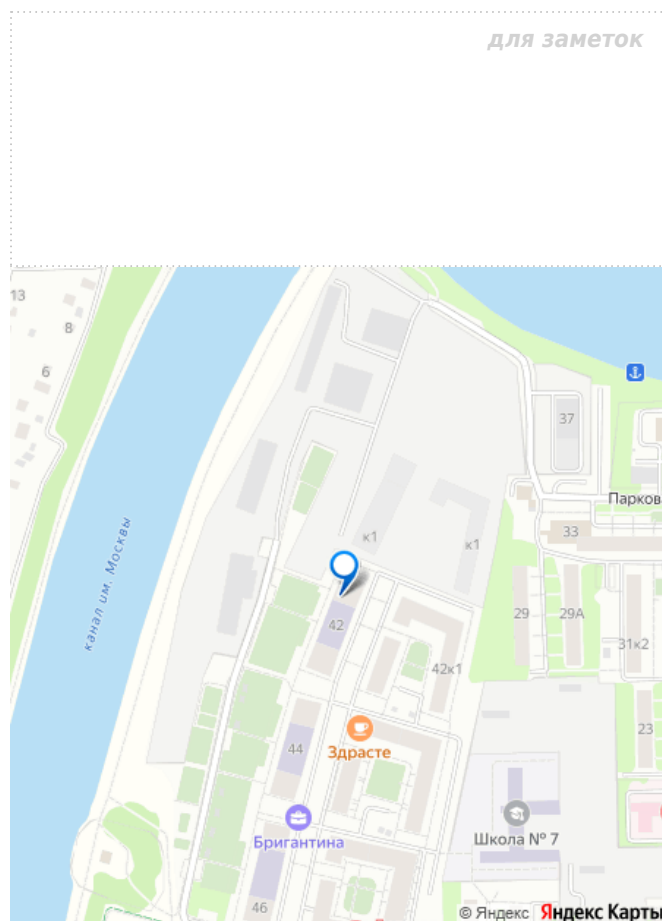 для заметок
13
8
6
37
Парков
33
к1
к1
канал им. Москвы
42
29
29А
31к2
42к1
23
44
Здрасте
Бригантина
Школа № 7
46
© Яндекс Яндекс Карты